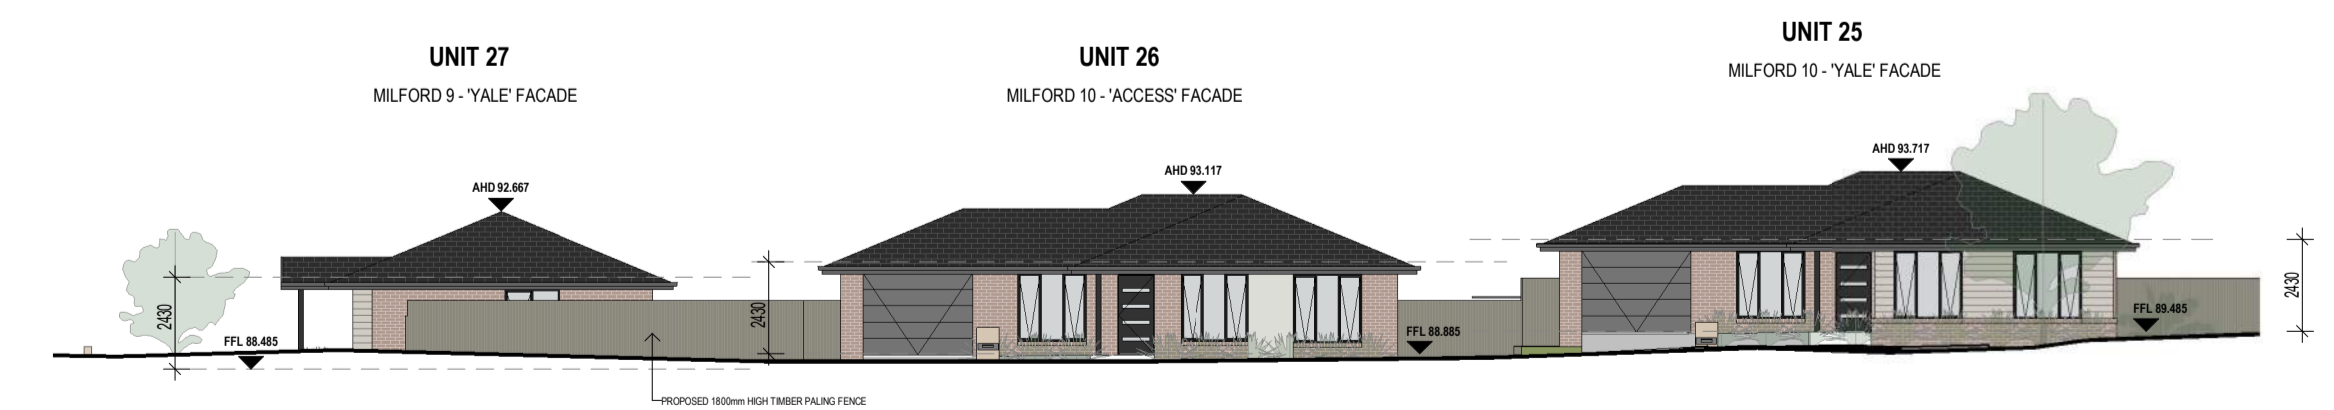 UNIT 27
MILFORD 9 - 'YALE' FACADE
AHD 92.667
2430
FFL 88.485
PROPOSED 1800mm HIGH TIMBER PALING FENCE
UNIT 26
MILFORD 10 - 'ACCESS' FACADE
AHD 93.117
2430
FFL 88.885
UNIT 25
MILFORD 10 - 'YALE' FACADE
AHD 93.717
FFL 89.485
2430